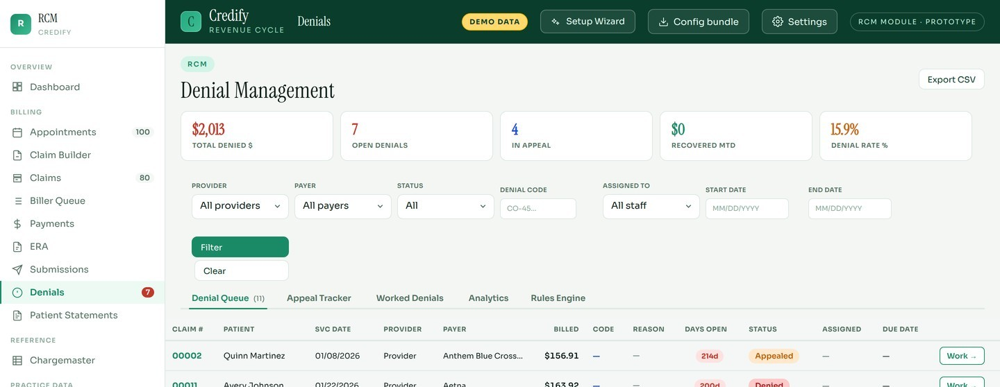 R RCM
CREDIFY
OVERVIEW
Dashboard
BILLING
Appointments 100
Claim Builder
Claims 80
Biller Queue
Payments
ERA
Submissions
Denials 7
Patient Statements
REFERENCE
Chargemaster
PRACTICE DATA
C Credify
REVENUE CYCLE
Denials
DEMO DATA
Setup Wizard
Config bundle
Settings
RCM MODULE · PROTOTYPE
RCM
Denial Management
Export CSV
$2,013
TOTAL DENIED $
7
OPEN DENIALS
4
IN APPEAL
$0
RECOVERED MTD
15.9%
DENIAL RATE %
PROVIDER
All providers
PAYER
All payers
STATUS
All
DENIAL CODE
CO-45...
ASSIGNED TO
All staff
START DATE
MM/DD/YYYY
END DATE
MM/DD/YYYY
Filter
Clear
Denial Queue (11) Appeal Tracker Worked Denials Analytics Rules Engine
CLAIM # PATIENT SVC DATE PROVIDER PAYER BILLED CODE REASON DAYS OPEN STATUS ASSIGNED DUE DATE
00002 Quinn Martinez 01/08/2026 Provider Anthem Blue Cross... $156.91 — — 214d Appealed — — Work →
00011 Avery Johnson 01/22/2026 Provider Aetna $163.92 — — 200d Denied — — Work →